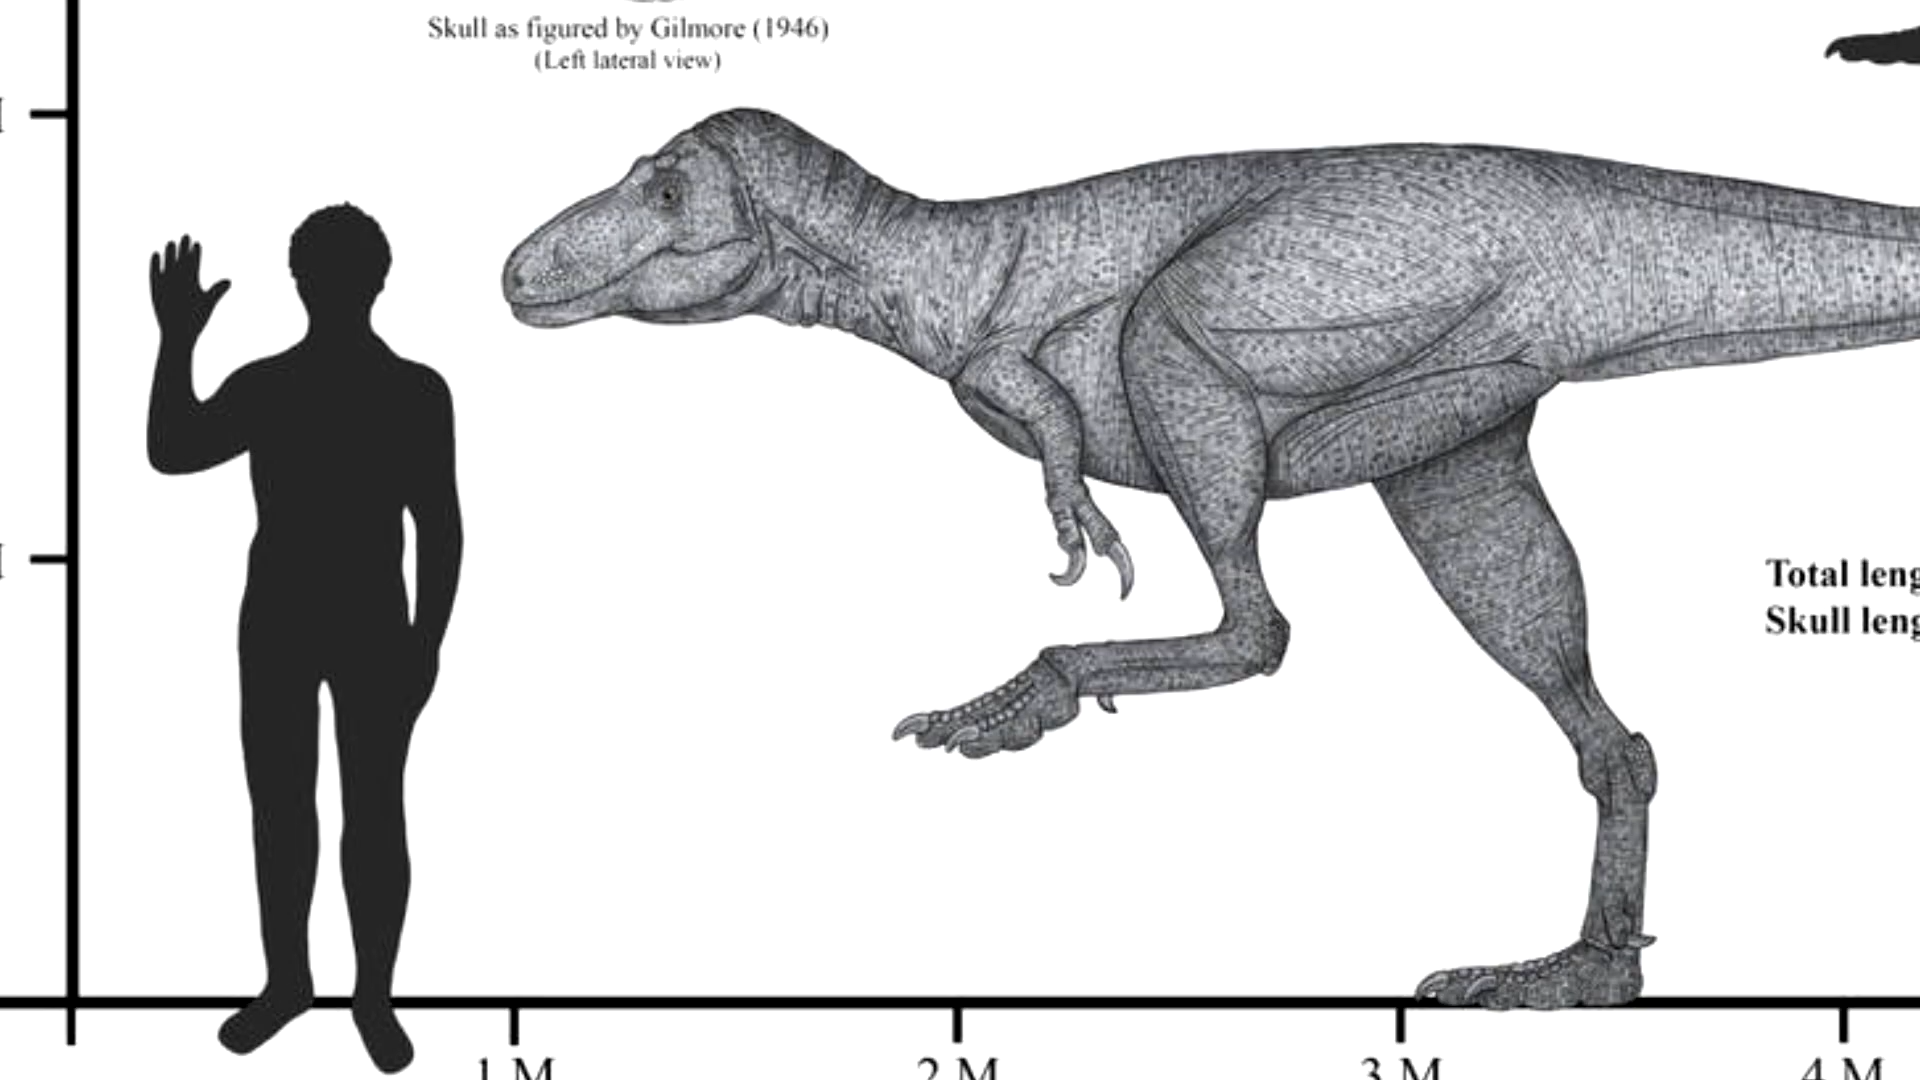 Skull as figured by Gilmore (1946)
(Left lateral view)
Total leng
Skull leng
1 M
2 M
3 M
4 M